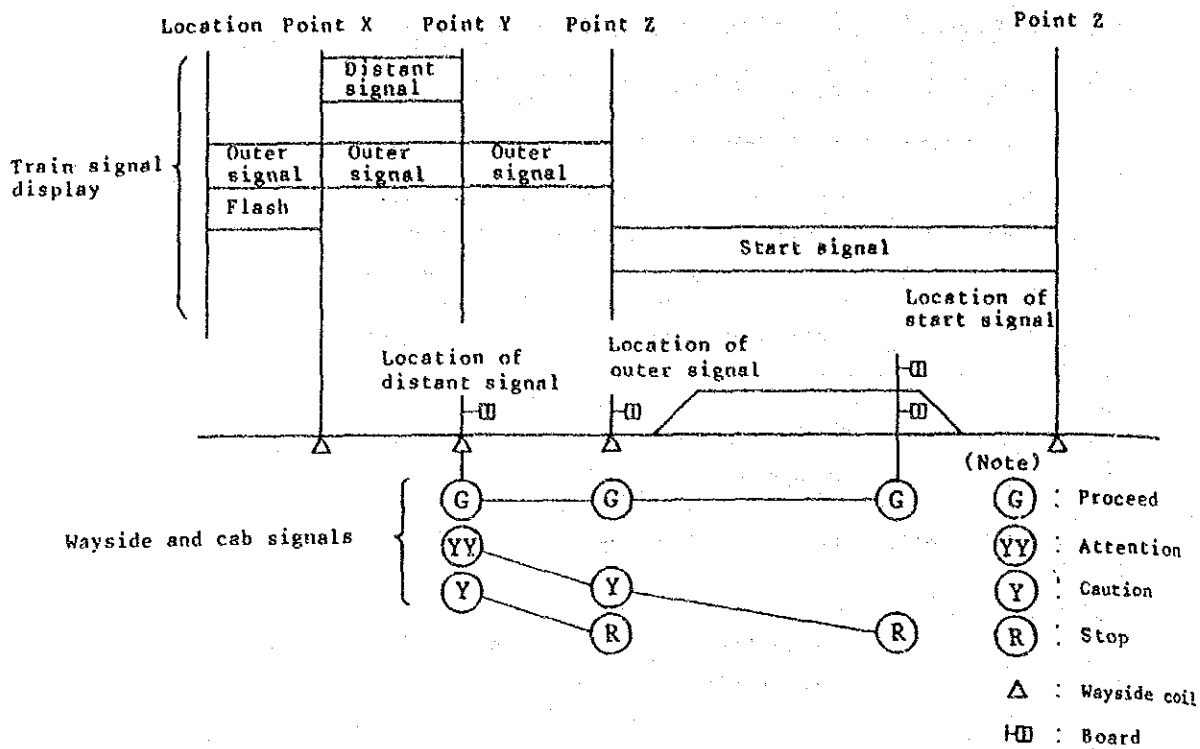 Location Point X Point Y Point Z Point Z
Distant
signal
Train signal
display
Outer
signal
Outer
signal
Outer
signal
Flash
Start signal
Location of
start signal
Location of
distant signal
Location of
outer signal
(Note)
G G G G : Proceed
Wayside and cab signals
YY YY : Attention
Y Y Y : Caution
R R R : Stop
: Wayside coil
: Board